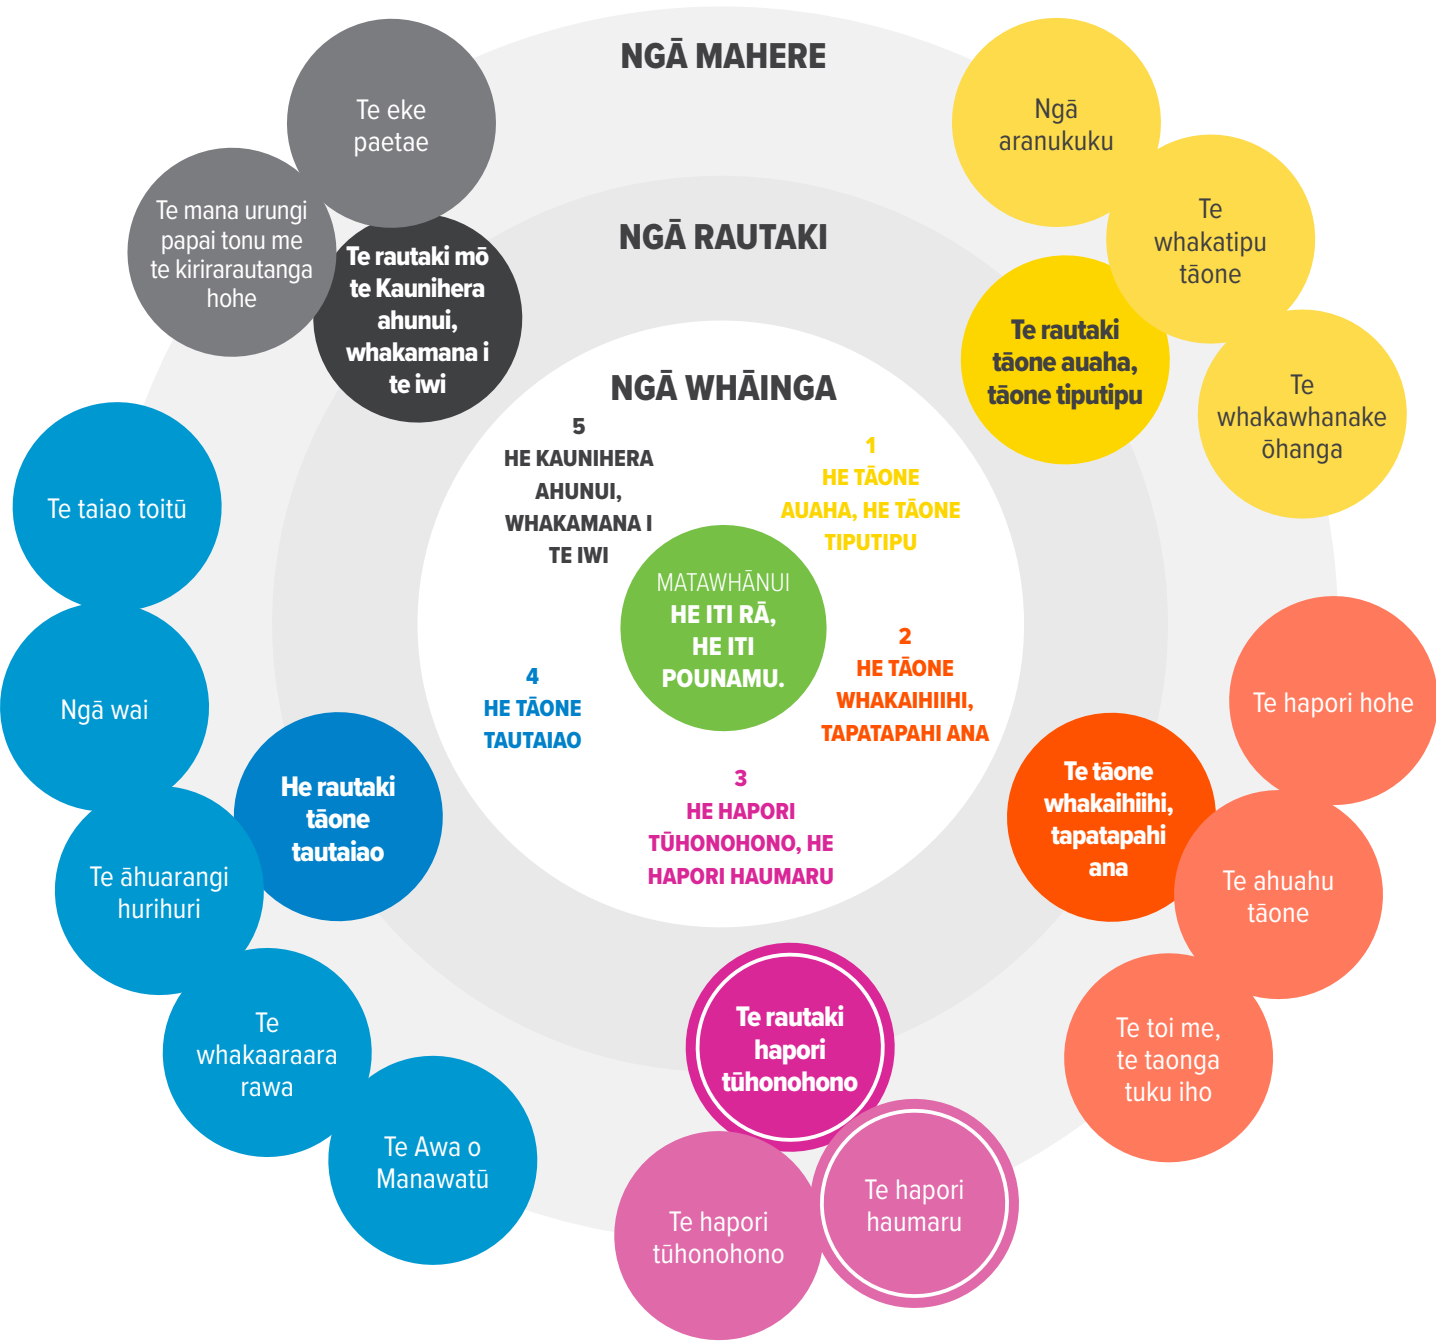 NGĀ MAHERE
NGĀ RAUTAKI
NGĀ WHĀINGA
MATAWHĀNUI
HE ITI RĀ,
HE ITI
POUNAMU.
1
HE TĀONE
AUAHA, HE TĀONE
TIPUTIPU
2
HE TĀONE
WHAKAIHIIHI,
TAPATAPAHI ANA
3
HE HAPORI
TŪHONOHONO, HE
HAPORI HAUMARU
4
HE TĀONE
TAUTAIAO
5
HE KAUNIHERA
AHUNUI,
WHAKAMANA I
TE IWI
Te rautaki
tāone auaha,
tāone tiputipu
Ngā
aranukuku
Te
whakatipu
tāone
Te
whakawhanake
ōhanga
Te tāone
whakaihiihi,
tapatapahi
ana
Te hapori hohe
Te ahuahu
tāone
Te toi me,
te taonga
tuku iho
Te rautaki
hapori
tūhonohono
Te hapori
haumaru
Te hapori
tūhonohono
He rautaki
tāone
tautaiao
Te Awa o
Manawatū
Te
whakaaraara
rawa
Te āhuarangi
hurihuri
Ngā wai
Te taiao toitū
Te rautaki mō
te Kaunihera
ahunui,
whakamana i
te iwi
Te mana urungi
papai tonu me
te kirirarautanga
hohe
Te eke
paetae